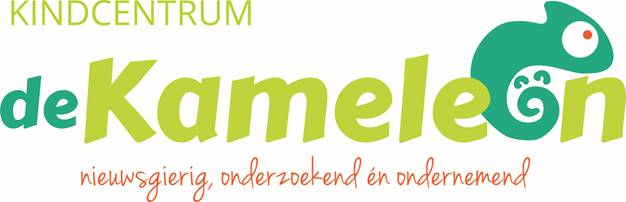 KINDCENTRUM
deKameleon
nieuwsgierig, onderzoekend én ondernemend